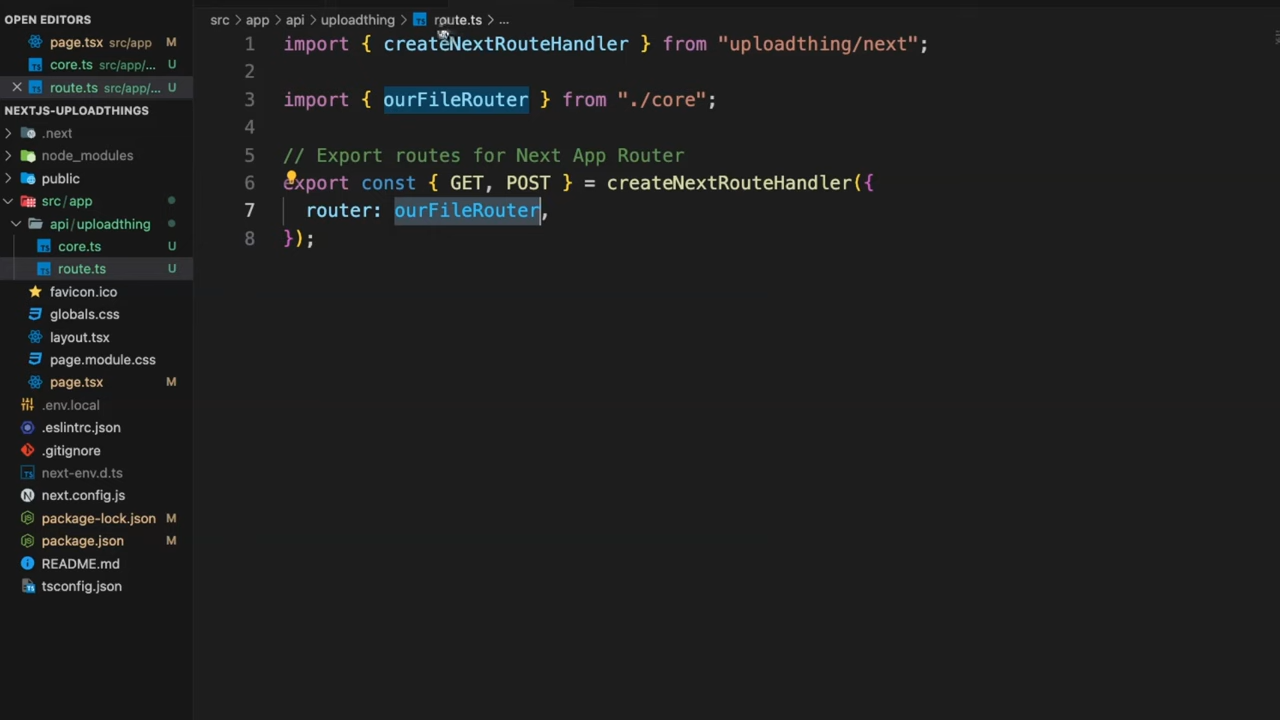 OPEN EDITORS
page.tsx src/app M
core.ts src/app/... U
route.ts src/app/... U
NEXTJS-UPLOADTHINGS
.next
node_modules
public
src/app
api/uploadthing
core.ts U
route.ts U
favicon.ico
globals.css
layout.tsx
page.module.css
page.tsx M
.env.local
.eslintrc.json
.gitignore
next-env.d.ts
next.config.js
package-lock.json M
package.json M
README.md
tsconfig.json
src > app > api > uploadthing > TS route.ts > ...
1 import { createNextRouteHandler } from "uploadthing/next";
2
3 import { ourFileRouter } from "./core";
4
5 // Export routes for Next App Router
6 export const { GET, POST } = createNextRouteHandler({
7 router: ourFileRouter,
8 });